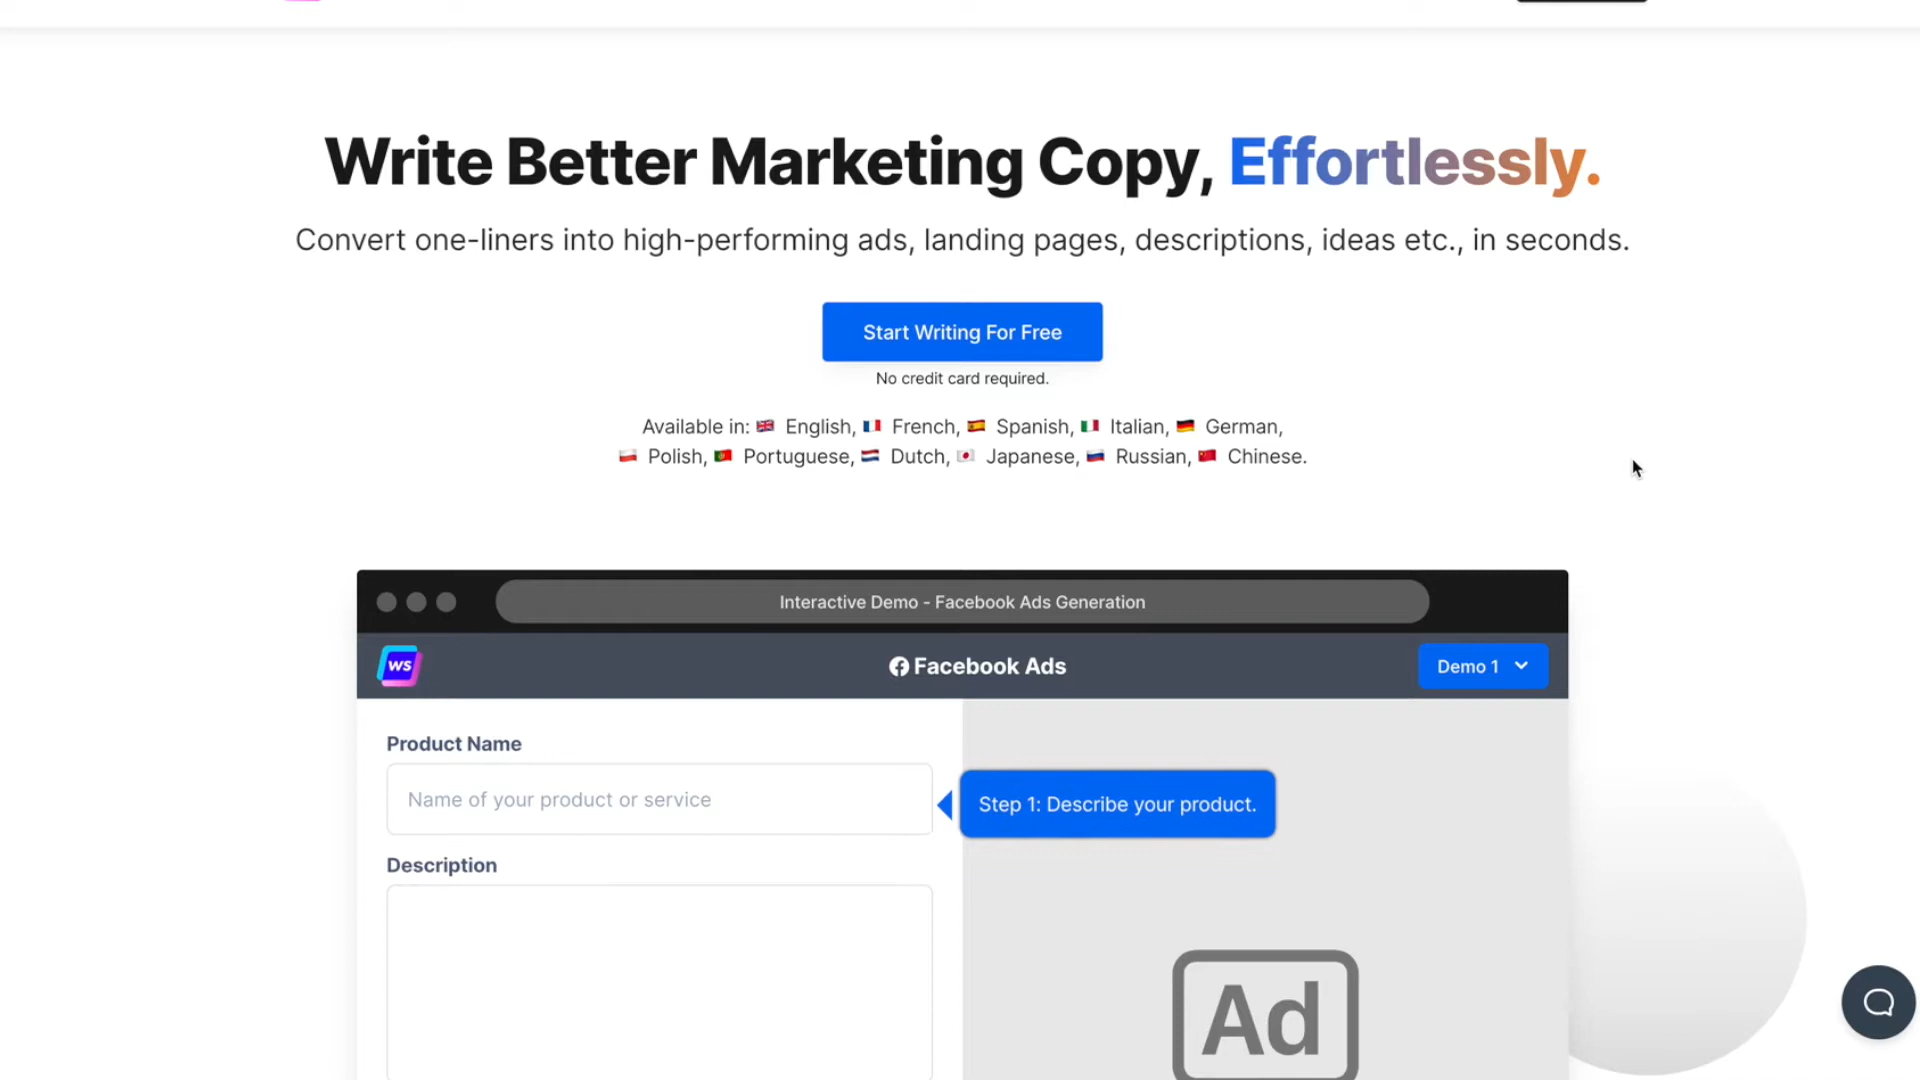 Write Better Marketing Copy, Effortlessly.
Convert one-liners into high-performing ads, landing pages, descriptions, ideas etc., in seconds.
Start Writing For Free
No credit card required.
Available in: 🇬🇧 English, 🇫🇷 French, 🇪🇸 Spanish, 🇮🇹 Italian, 🇩🇪 German,
🇵🇱 Polish, 🇵🇹 Portuguese, 🇳🇱 Dutch, 🇯🇵 Japanese, 🇷🇺 Russian, 🇨🇳 Chinese.
Interactive Demo - Facebook Ads Generation
WS
Facebook Ads
Demo 1
Product Name
Name of your product or service
Step 1: Describe your product.
Description
Ad